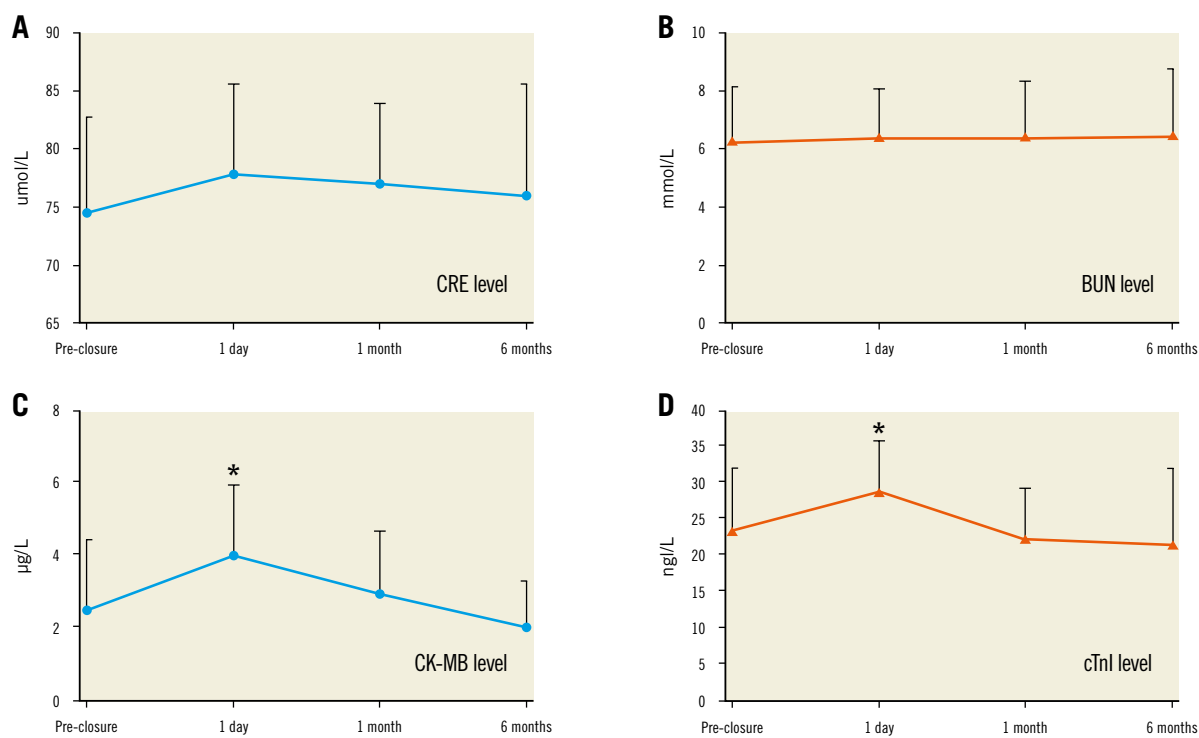 A
90
85
80
75
70
65
umol/L
CRE level
Pre-closure 1 day 1 month 6 months
B
10
8
6
4
2
0
mmol/L
BUN level
Pre-closure 1 day 1 month 6 months
C
8
6
4
2
0
µg/L
*
CK-MB level
Pre-closure 1 day 1 month 6 months
D
40
35
30
25
20
15
10
5
0
ngl/L
*
cTnl level
Pre-closure 1 day 1 month 6 months